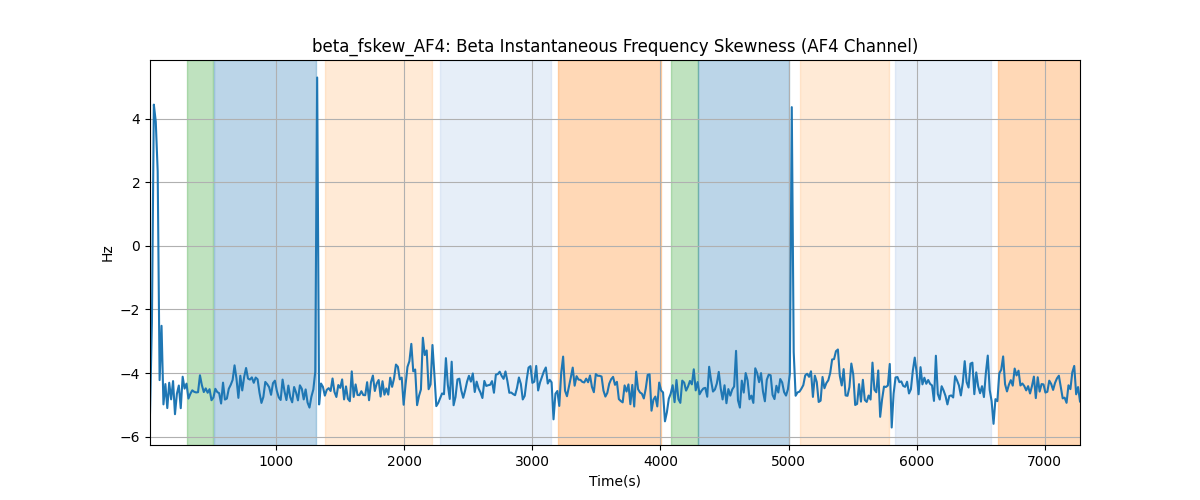 beta_fskew_AF4: Beta Instantaneous Frequency Skewness (AF4 Channel)
Hz
4
2
0
−2
−4
−6
1000 2000 3000 4000 5000 6000 7000
Time(s)